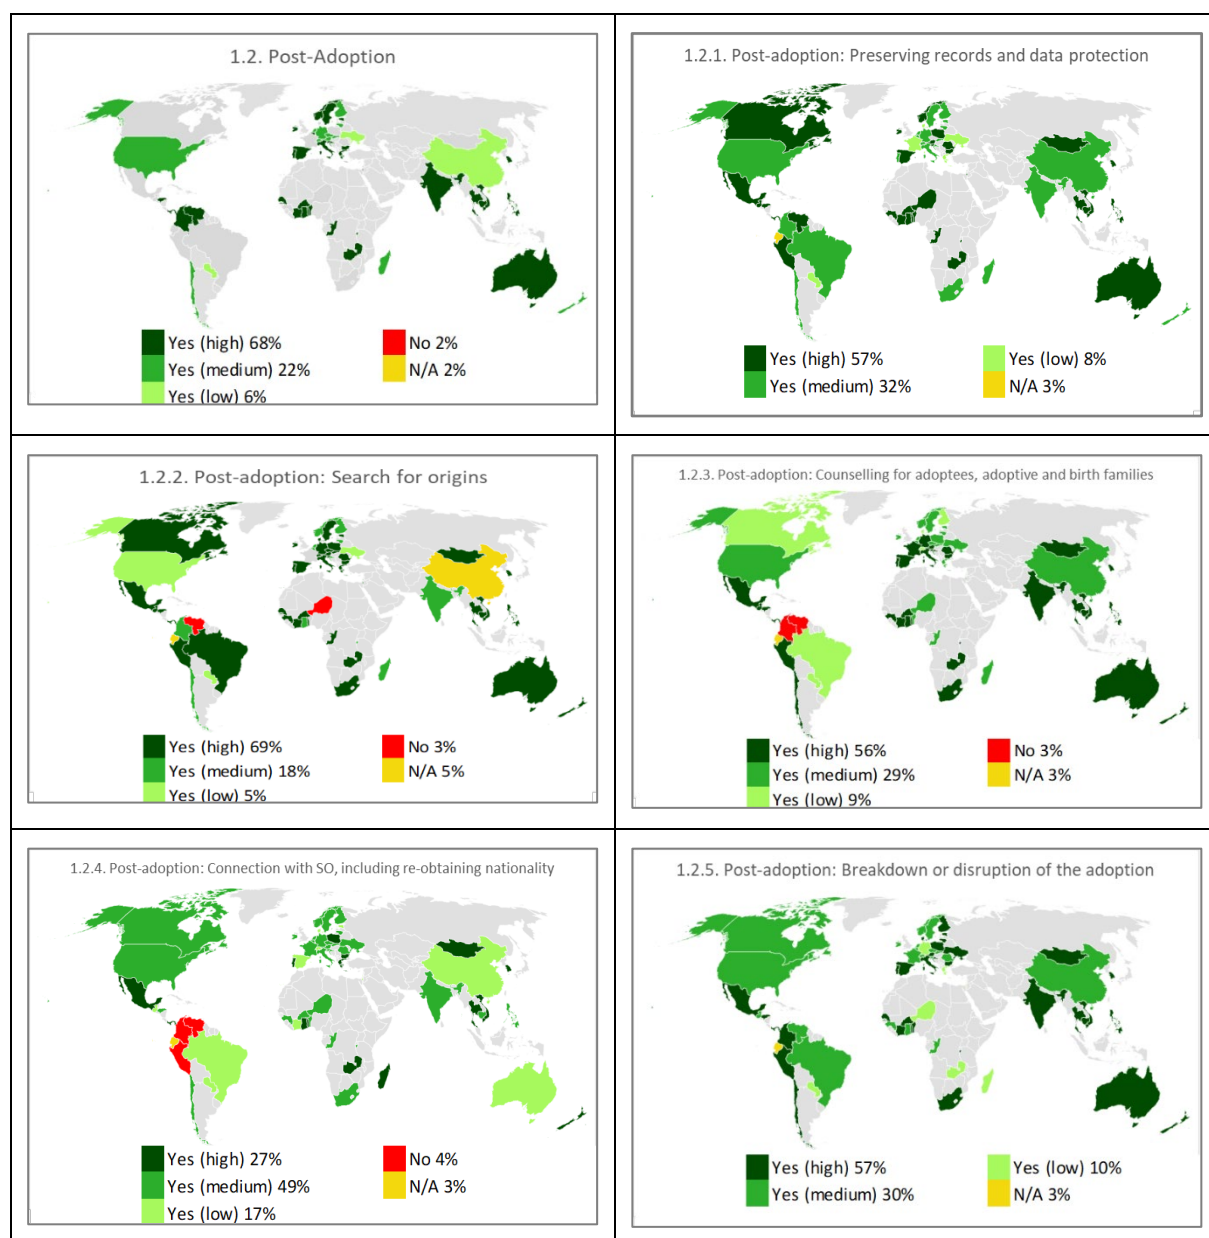 1.2. Post-Adoption
Yes (high) 68%
No 2%
Yes (medium) 22%
N/A 2%
Yes (low) 6%
1.2.1. Post-adoption: Preserving records and data protection
Yes (high) 57%
Yes (low) 8%
Yes (medium) 32%
N/A 3%
1.2.2. Post-adoption: Search for origins
Yes (high) 69%
No 3%
Yes (medium) 18%
N/A 5%
Yes (low) 5%
1.2.3. Post-adoption: Counselling for adoptees, adoptive and birth families
Yes (high) 56%
No 3%
Yes (medium) 29%
N/A 3%
Yes (low) 9%
1.2.4. Post-adoption: Connection with SO, including re-obtaining nationality
Yes (high) 27%
No 4%
Yes (medium) 49%
N/A 3%
Yes (low) 17%
1.2.5. Post-adoption: Breakdown or disruption of the adoption
Yes (high) 57%
Yes (low) 10%
Yes (medium) 30%
N/A 3%